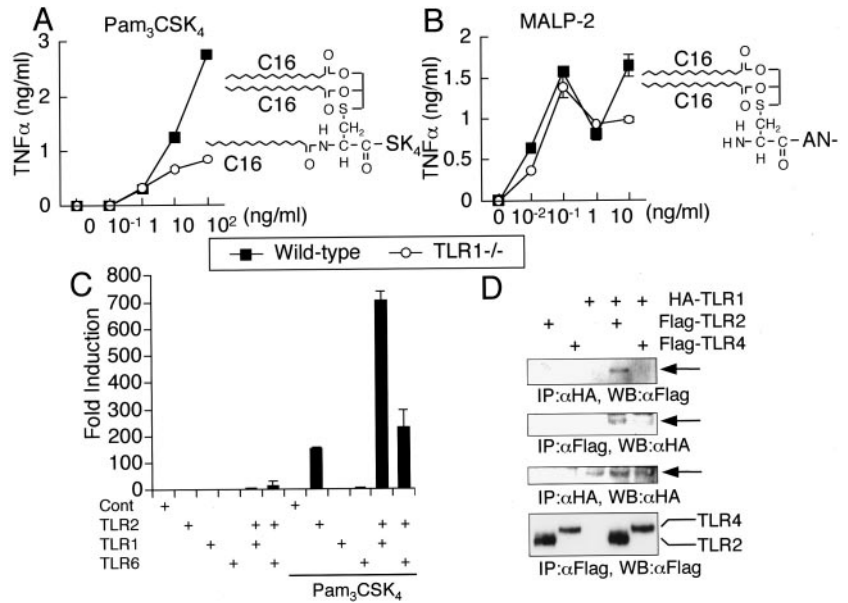 A
Pam3CSK4
TNFα (ng/ml)
3
2
1
0
0 10-1 1 10 10² (ng/ml)
C16
C16
C16
O
O
O
O
S
H CH2
N-C-C-SK4
O H O
B
MALP-2
TNFα (ng/ml)
2
1.5
1
0.5
0
0 10-2 10-1 1 10 (ng/ml)
C16
C16
O
O
O
O
S
H CH2
HN-C-C-AN-
H O
Wild-type TLR1-/-
C
Fold Induction
800
700
600
500
400
300
200
100
0
Cont + +
TLR2 + + + + + +
TLR1 + + + +
TLR6 + + + +
Pam3CSK4
D
+ + + HA-TLR1
+ + Flag-TLR2
+ + Flag-TLR4
IP:αHA, WB:αFlag
IP:αFlag, WB:αHA
IP:αHA, WB:αHA
TLR4
TLR2
IP:αFlag, WB:αFlag